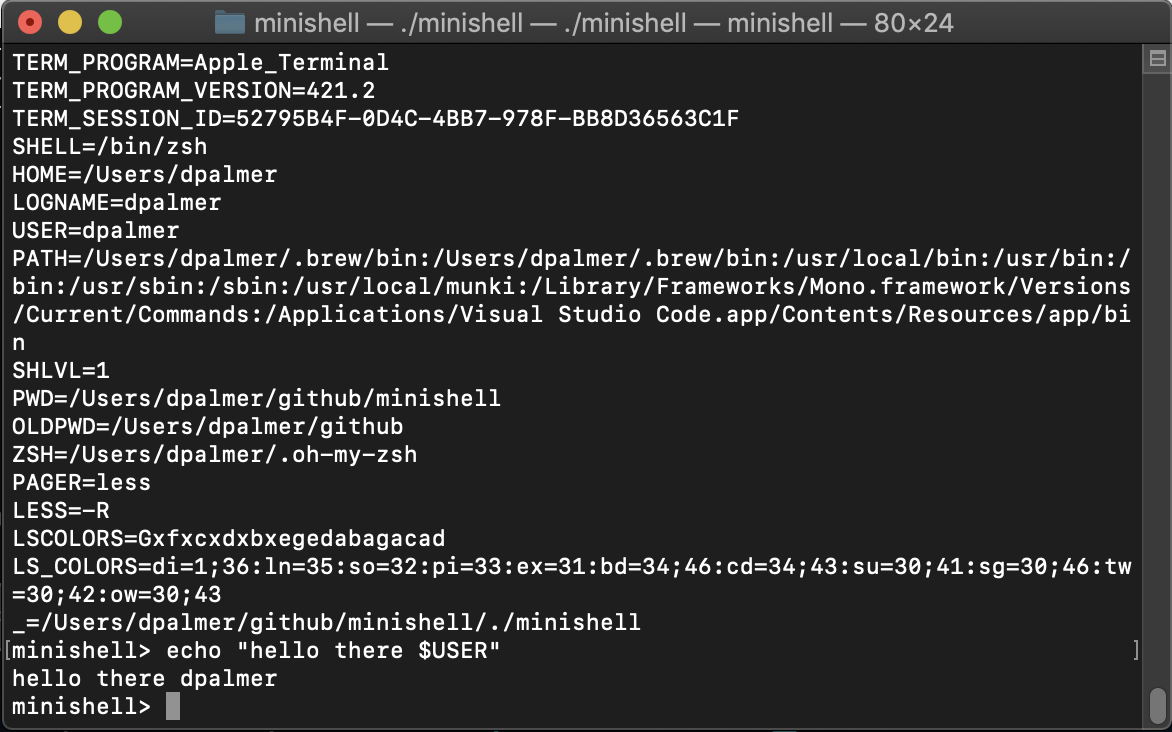 minishell — ./minishell — ./minishell — minishell — 80×24
TERM_PROGRAM=Apple_Terminal
TERM_PROGRAM_VERSION=421.2
TERM_SESSION_ID=52795B4F-0D4C-4BB7-978F-BB8D36563C1F
SHELL=/bin/zsh
HOME=/Users/dpalmer
LOGNAME=dpalmer
USER=dpalmer
PATH=/Users/dpalmer/.brew/bin:/Users/dpalmer/.brew/bin:/usr/local/bin:/usr/bin:/
bin:/usr/sbin:/sbin:/usr/local/munki:/Library/Frameworks/Mono.framework/Versions
/Current/Commands:/Applications/Visual Studio Code.app/Contents/Resources/app/bi
n
SHLVL=1
PWD=/Users/dpalmer/github/minishell
OLDPWD=/Users/dpalmer/github
ZSH=/Users/dpalmer/.oh-my-zsh
PAGER=less
LESS=-R
LSCOLORS=Gxfxcxdxbxegedabagacad
LS_COLORS=di=1;36:ln=35:so=32:pi=33:ex=31:bd=34;46:cd=34;43:su=30;41:sg=30;46:tw
=30;42:ow=30;43
_=/Users/dpalmer/github/minishell/./minishell
[minishell> echo "hello there $USER" ]
hello there dpalmer
minishell>